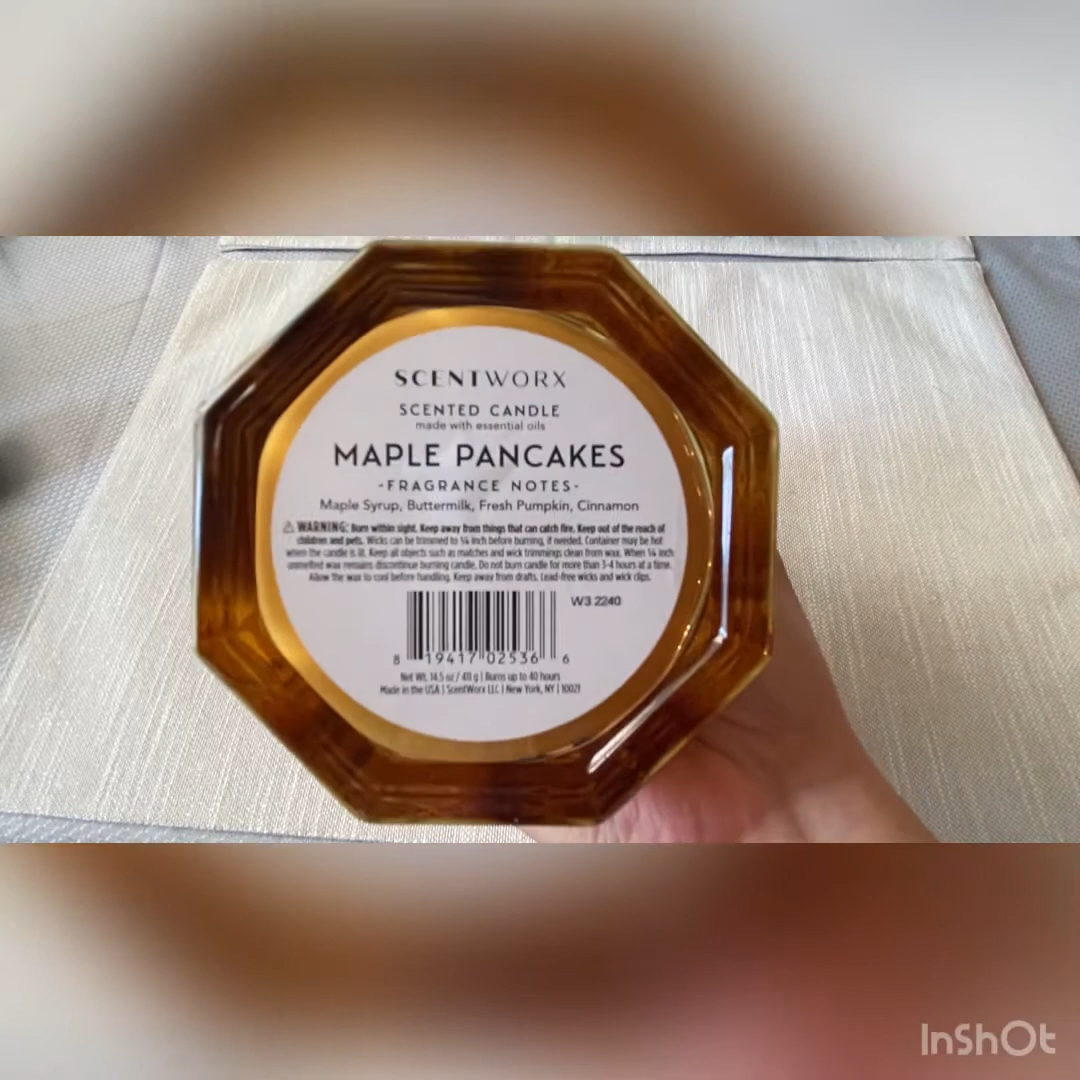 SCENTWORX
SCENTED CANDLE
made with essential oils
MAPLE PANCAKES
-FRAGRANCE NOTES-
Maple Syrup, Buttermilk, Fresh Pumpkin, Cinnamon
⚠ WARNING: Burn within sight. Keep away from things that can catch fire. Keep out of the reach of
children and pets. Wicks can be trimmed to ¼ inch before burning, if needed. Container may be hot
when the candle is lit. Keep all objects such as matches and wick trimmings clean from wax. When ¼ inch
unmelted wax remains discontinue burning candle. Do not burn candle for more than 3-4 hours at a time.
Allow the wax to cool before handling. Keep away from drafts. Lead-free wicks and wick clips.
W3 2240
8 19417 02536 6
Net Wt. 14.5 oz / 411 g | Burns up to 40 hours
Made in the USA | ScentWorx LLC | New York, NY | 10021
InShOt